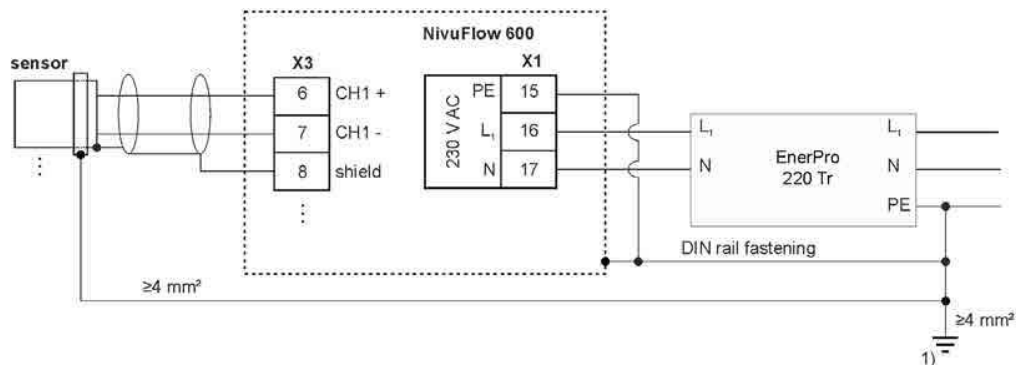 NivuFlow 600
sensor
X3
X1
6
CH1 +
7
CH1 -
8
shield
230 VAC
PE
15
L₁
16
N
17
L₁
L₁
N
EnerPro
220 Tr
N
PE
DIN rail fastening
≥4 mm²
≥4 mm²
1)